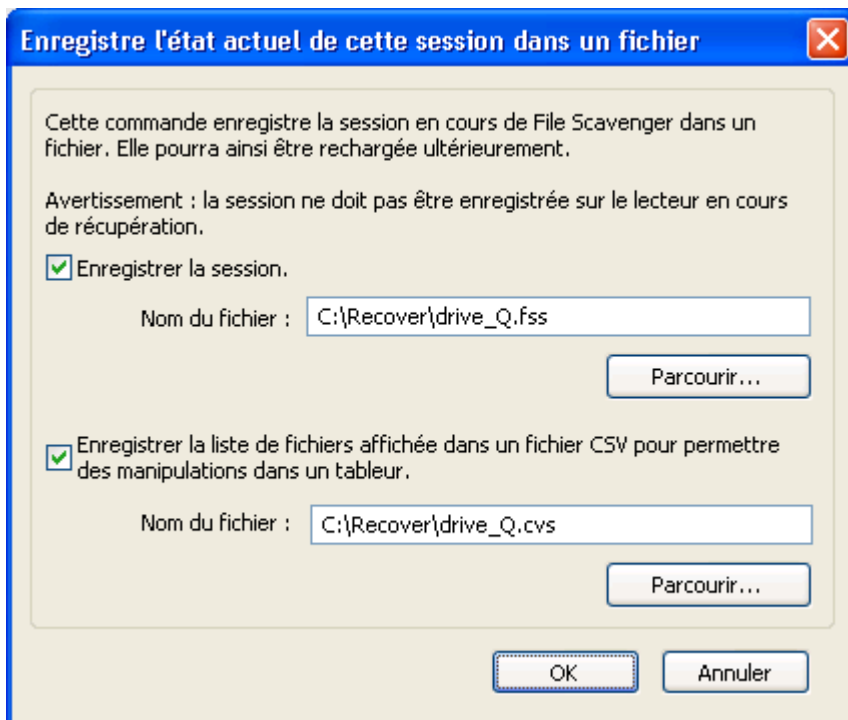 Enregistre l'état actuel de cette session dans un fichier
Cette commande enregistre la session en cours de File Scavenger dans un
fichier. Elle pourra ainsi être rechargée ultérieurement.
Avertissement : la session ne doit pas être enregistrée sur le lecteur en cours
de récupération.
Enregistrer la session.
Nom du fichier : C:\Recover\drive_Q.fss
Parcourir...
Enregistrer la liste de fichiers affichée dans un fichier CSV pour permettre
des manipulations dans un tableur.
Nom du fichier : C:\Recover\drive_Q.cvs
Parcourir...
OK Annuler